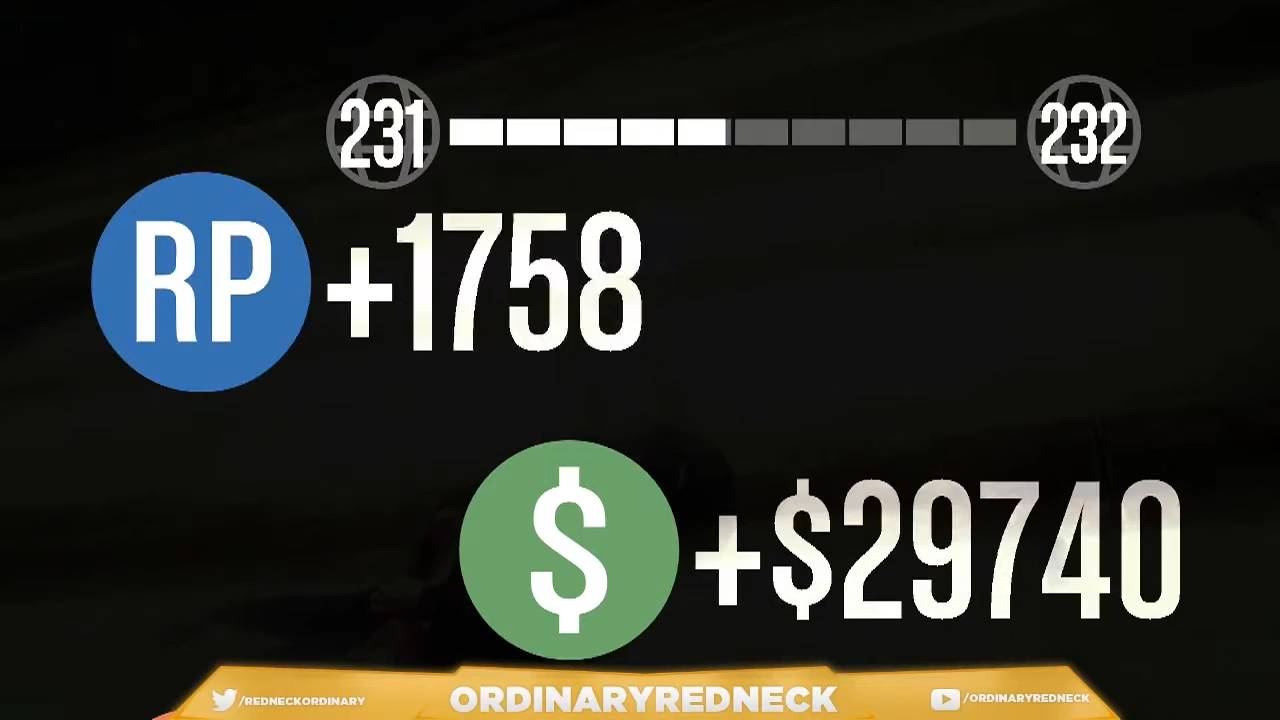 231 232
RP +1758
$ +$29740
/REDNECKORDINARY ORDINARYREDNECK /ORDINARYREDNECK